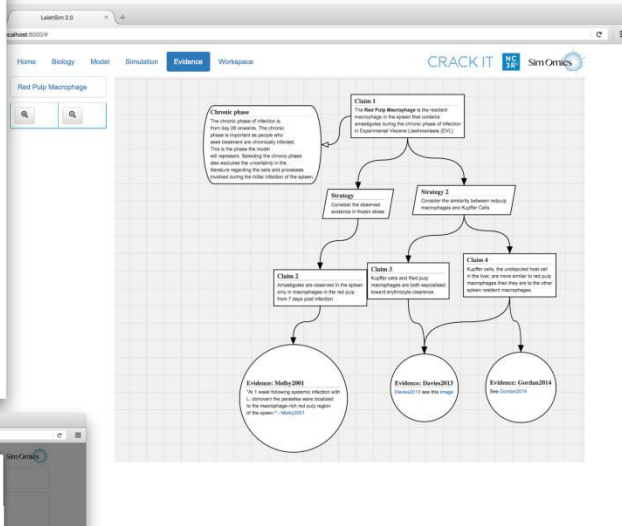 LeishSim 2.0
localhost:8000/#
Home Biology Model Simulation Evidence Workspace
CRACK IT NC 3Rs SimOmics
Red Pulp Macrophage
Claim 1
The Red Pulp Macrophage is the resident
macrophage in the spleen that contains
amastigotes during the chronic phase of infection
in Experimental Visceral Leishmaniasis (EVL)
Chronic phase
The chronic phase of infection is
from day 28 onwards. The chronic
phase is important as people who
seek treatment are chronically infected.
This is the phase the model
will represent. Selecting the chronic phase
also excludes the uncertainty in the
literature regarding the cells and processes
involved during the initial infection of the spleen
Strategy
Consider the observed
evidence in frozen slices
Strategy 2
Consider the similarity between redpulp
macrophages and Kupffer Cells
Claim 2
Amastigotes are observed in the spleen
only in macrophages in the red pulp
from 7 days post infection
Claim 3
Kupffer cells and Red pulp
macrophages are both specialised
toward erythrocyte clearance
Claim 4
Kupffer cells, the undisputed host cell
in the liver, are more similar to red pulp
macrophages than they are to the other
spleen resident macrophages
Evidence: Melby2001
"At 1 week following systemic infection with
L. donovani the parasites were localized
to the macrophage-rich red pulp region
of the spleen." - Melby2001
Evidence: Davies2013
Davies2013 see this image
Evidence: Gordan2014
See Gordan2014
SimOmics